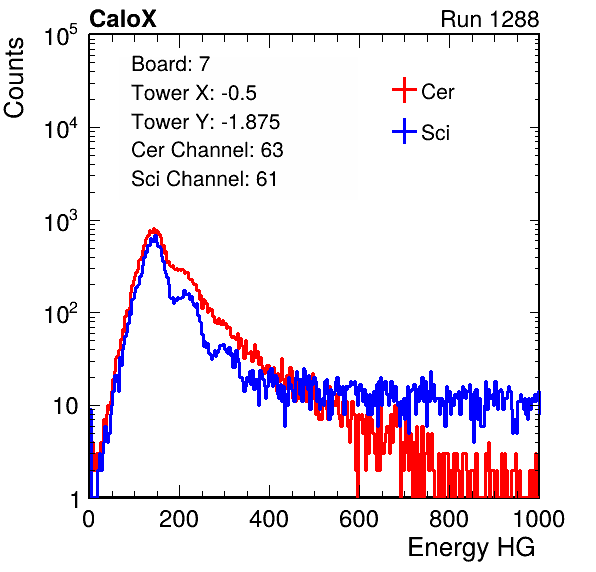 CaloX Run 1288
Counts
10^5
10^4
10^3
10^2
10
1
Board: 7
Tower X: -0.5
Tower Y: -1.875
Cer Channel: 63
Sci Channel: 61
Cer
Sci
0 200 400 600 800 1000
Energy HG